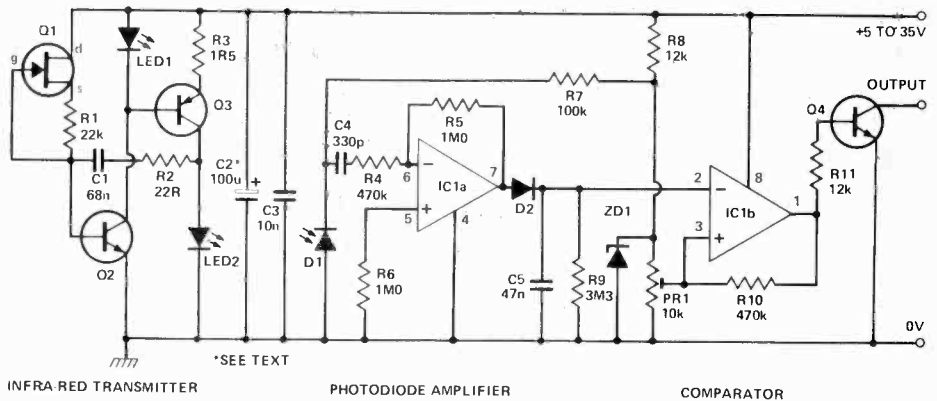 Q1
g
d
s
R1
22k
C1
68n
Q2
LED1
R3
1R5
Q3
R2
22R
LED2
C2*
100u
+
C3
10n
D1
C4
330p
R4
470k
R5
1M0
6
−
5
+
IC1a
7
4
R6
1M0
D2
C5
47n
R9
3M3
R7
100k
R8
12k
ZD1
PR1
10k
2
−
3
+
IC1b
8
1
R10
470k
R11
12k
Q4
+5 TO 35V
OUTPUT
0V
*SEE TEXT
INFRA-RED TRANSMITTER
PHOTODIODE AMPLIFIER
COMPARATOR